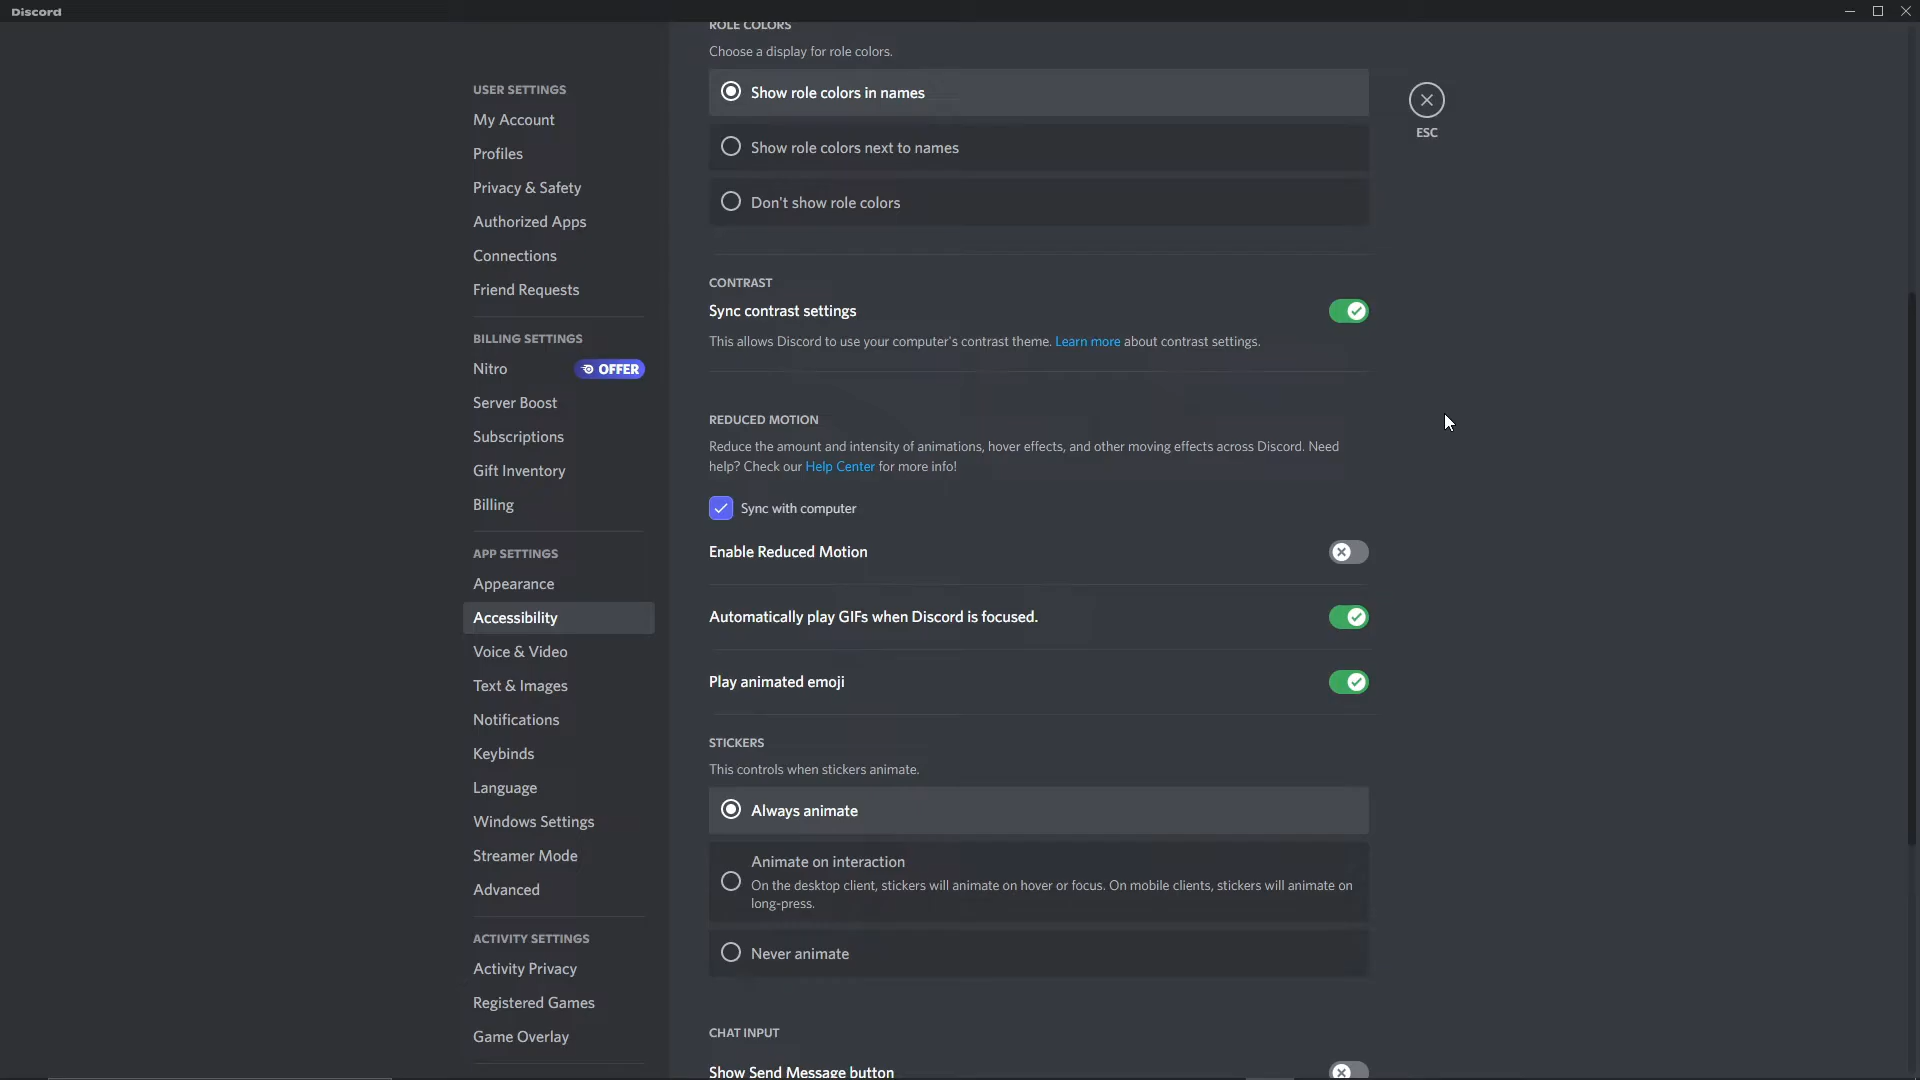 Discord
USER SETTINGS
My Account
Profiles
Privacy & Safety
Authorized Apps
Connections
Friend Requests
BILLING SETTINGS
Nitro
OFFER
Server Boost
Subscriptions
Gift Inventory
Billing
APP SETTINGS
Appearance
Accessibility
Voice & Video
Text & Images
Notifications
Keybinds
Language
Windows Settings
Streamer Mode
Advanced
ACTIVITY SETTINGS
Activity Privacy
Registered Games
Game Overlay
ROLE COLORS
Choose a display for role colors.
Show role colors in names
Show role colors next to names
Don't show role colors
CONTRAST
Sync contrast settings
This allows Discord to use your computer's contrast theme. Learn more about contrast settings.
REDUCED MOTION
Reduce the amount and intensity of animations, hover effects, and other moving effects across Discord. Need
help? Check our Help Center for more info!
Sync with computer
Enable Reduced Motion
Automatically play GIFs when Discord is focused.
Play animated emoji
STICKERS
This controls when stickers animate.
Always animate
Animate on interaction
On the desktop client, stickers will animate on hover or focus. On mobile clients, stickers will animate on
long-press.
Never animate
CHAT INPUT
Show Send Message button
ESC